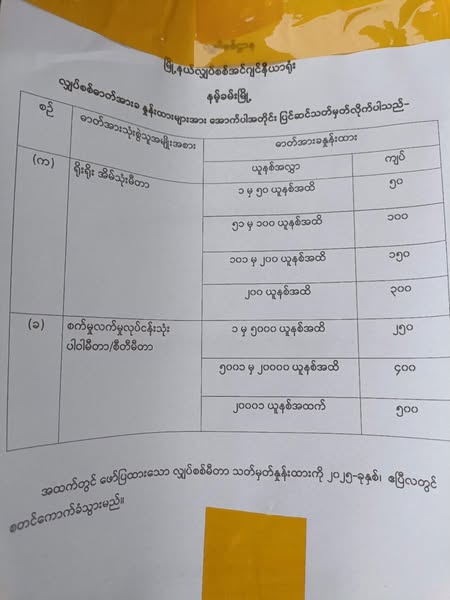 မြို့နယ်လျှပ်စစ်အင်ဂျင်နီယာရုံး
နမ့်ခမ်းမြို့
လျှပ်စစ်ဓာတ်အားခ နှုန်းထားများအား အောက်ပါအတိုင်း ပြင်ဆင်သတ်မှတ်လိုက်ပါသည်-
စဉ် ဓာတ်အားသုံးစွဲသူအမျိုးအစား ဓာတ်အားခနှုန်းထား
ယူနစ်အလွှာ ကျပ်
(က) ရိုးရိုး အိမ်သုံးမီတာ ၁ မှ ၅၀ ယူနစ်အထိ ၅၀
၅၁ မှ ၁၀၀ ယူနစ်အထိ ၁၀၀
၁၀၁ မှ ၂၀၀ ယူနစ်အထိ ၁၅၀
၂၀၀ ယူနစ်အထိ ၃၀၀
(ခ) စက်မှုလက်မှုလုပ်ငန်းသုံး ၁ မှ ၅၀၀၀ ယူနစ်အထိ ၂၅၀
ပါဝါမီတာ/စီတီမီတာ
၅၀၀၁ မှ ၂၀၀၀၀ ယူနစ်အထိ ၄၀၀
၂၀၀၀၁ ယူနစ်အထက် ၅၀၀
အထက်တွင် ဖော်ပြထားသော လျှပ်စစ်မီတာ သတ်မှတ်နှုန်းထားကို ၂၀၂၅-ခုနှစ်၊ ဧပြီလတွင်
စတင်ကောက်ခံသွားမည်။